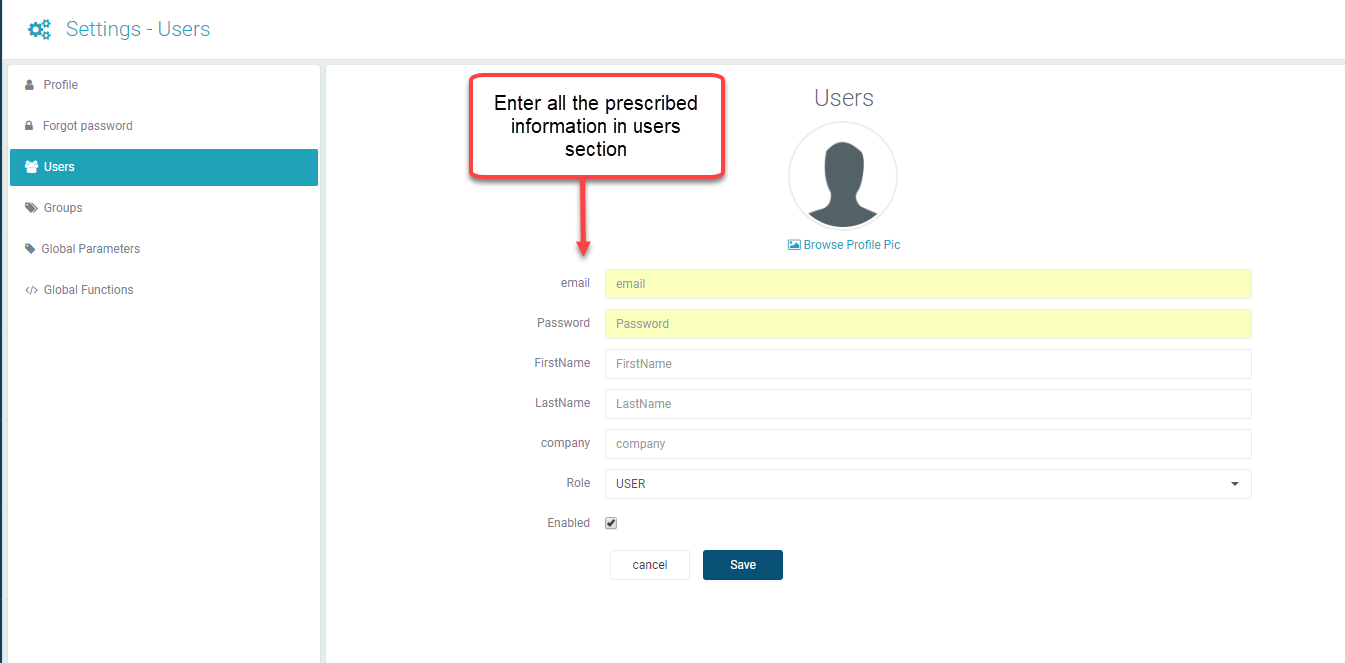 Settings - Users
Profile
Forgot password
Users
Groups
Global Parameters
Global Functions
Enter all the prescribed
information in users
section
Users
Browse Profile Pic
email email
Password Password
FirstName FirstName
LastName LastName
company company
Role USER
Enabled
cancel Save